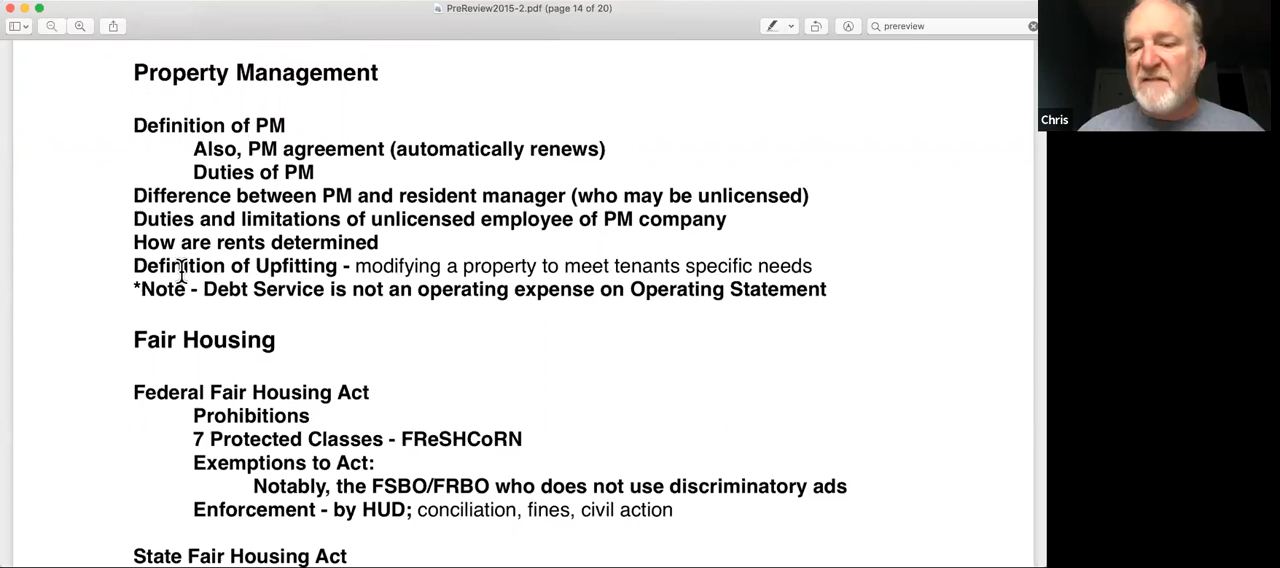 PreReview2015-2.pdf (page 14 of 20)
prereview
Chris
Property Management
Definition of PM
Also, PM agreement (automatically renews)
Duties of PM
Difference between PM and resident manager (who may be unlicensed)
Duties and limitations of unlicensed employee of PM company
How are rents determined
Definition of Upfitting - modifying a property to meet tenants specific needs
*Note - Debt Service is not an operating expense on Operating Statement
Fair Housing
Federal Fair Housing Act
Prohibitions
7 Protected Classes - FReSHCoRN
Exemptions to Act:
Notably, the FSBO/FRBO who does not use discriminatory ads
Enforcement - by HUD; conciliation, fines, civil action
State Fair Housing Act